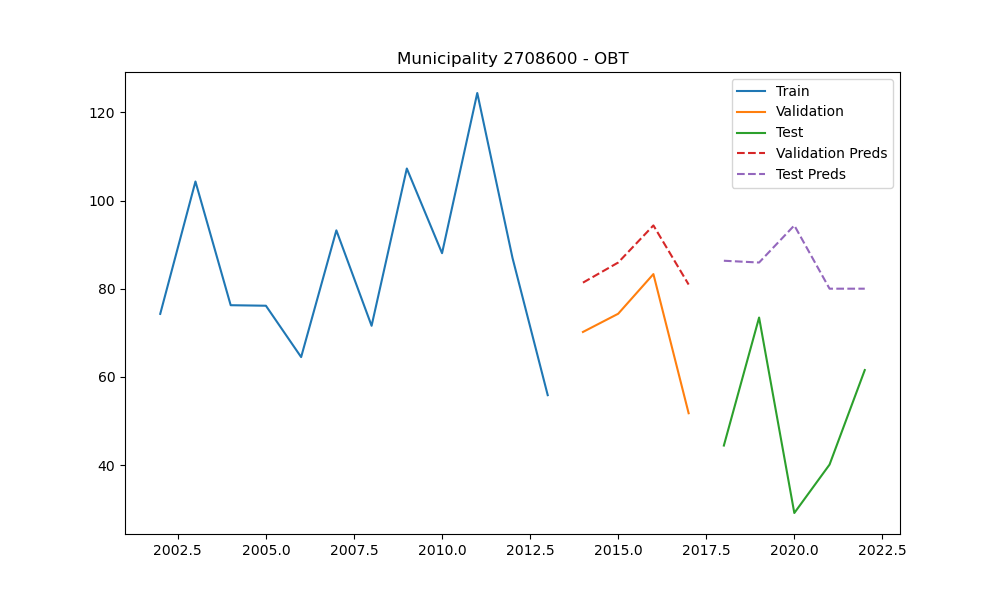 Municipality 2708600 - OBT
Train
Validation
Test
Validation Preds
Test Preds
120
100
80
60
40
2002.5 2005.0 2007.5 2010.0 2012.5 2015.0 2017.5 2020.0 2022.5